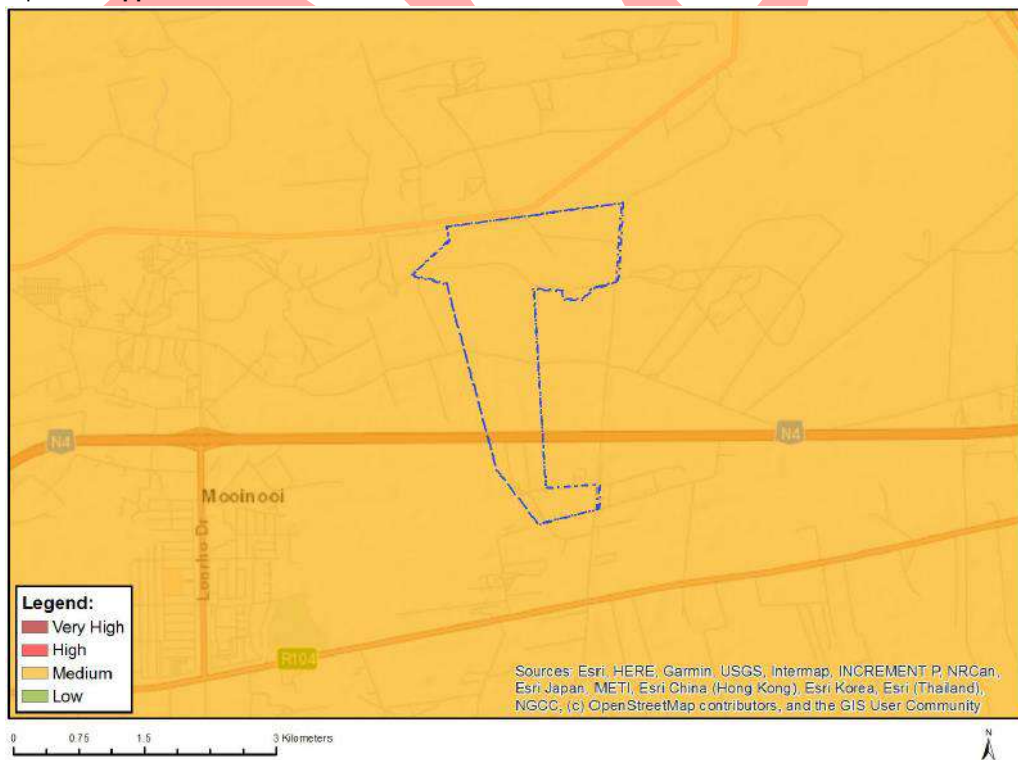 N4
N4
Mooinooi
Lonrho Dr
R104
Legend:
Very High
High
Medium
Low
Sources: Esri, HERE, Garmin, USGS, Intermap, INCREMENT P, NRCan,
Esri Japan, METI, Esri China (Hong Kong), Esri Korea, Esri (Thailand),
NGCC, (c) OpenStreetMap contributors, and the GIS User Community
0 0.75 1.5 3 Kilometers
N